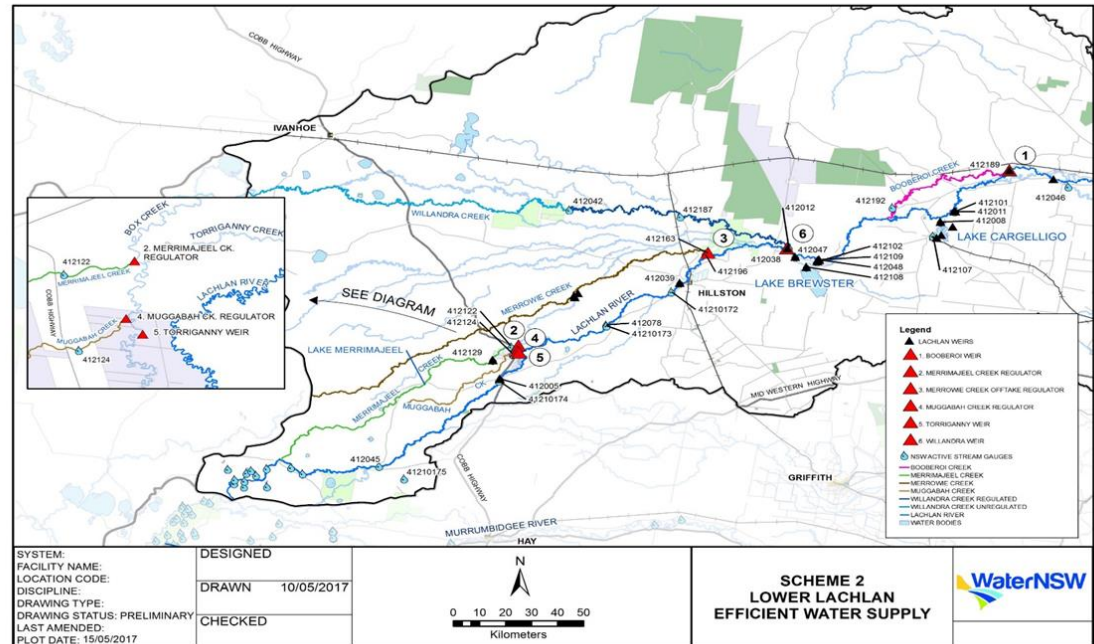 COBB HIGHWAY
IVANHOE
WILLANDRA CREEK
412042
412187
412012
412163
3
6
412038
412047
412196
412102
412109
412048
412108
LAKE BREWSTER
412192
BOOBEROI CREEK
412189
1
412046
412101
412011
412008
LAKE CARGELLIGO
412107
412039
HILLSTON
41210172
LACHLAN RIVER
MERROWIE CREEK
412078
41210173
SEE DIAGRAM
412122
412124
2
4
5
412129
LAKE MERRIMAJEEL
MERRIMAJEEL CREEK
MUGGABAH CK
412005
41210174
412045
41210175
COBB HIGHWAY
MID WESTERN HIGHWAY
GRIFFITH
MURRUMBIDGEE RIVER
HAY
BOX CREEK
TORRIGANNY CREEK
2. MERRIMAJEEL CK.
REGULATOR
412122
MERRIMAJEEL CREEK
LACHLAN RIVER
COBB HIGHWAY
4. MUGGABAH CK. REGULATOR
MUGGABAH CREEK
5. TORRIGANNY WEIR
412124
Legend
LACHLAN WEIRS
1. BOOBEROI WEIR
2. MERRIMAJEEL CREEK REGULATOR
3. MERROWIE CREEK OFFTAKE REGULATOR
4. MUGGABAH CREEK REGULATOR
5. TORRIGANNY WEIR
6. WILLANDRA WEIR
NSW ACTIVE STREAM GAUGES
BOOBEROI CREEK
MERRIMAJEEL CREEK
MERROWIE CREEK
MUGGABAH CREEK
WILLANDRA CREEK REGULATED
WILLANDRA CREEK UNREGULATED
LACHLAN RIVER
WATER BODIES
SYSTEM:
FACILITY NAME:
LOCATION CODE:
DISCIPLINE:
DRAWING TYPE:
DRAWING STATUS: PRELIMINARY
LAST AMENDED:
PLOT DATE: 15/05/2017
DESIGNED
DRAWN 10/05/2017
CHECKED
N
0 10 20 30 40 50
Kilometers
SCHEME 2
LOWER LACHLAN
EFFICIENT WATER SUPPLY
WaterNSW